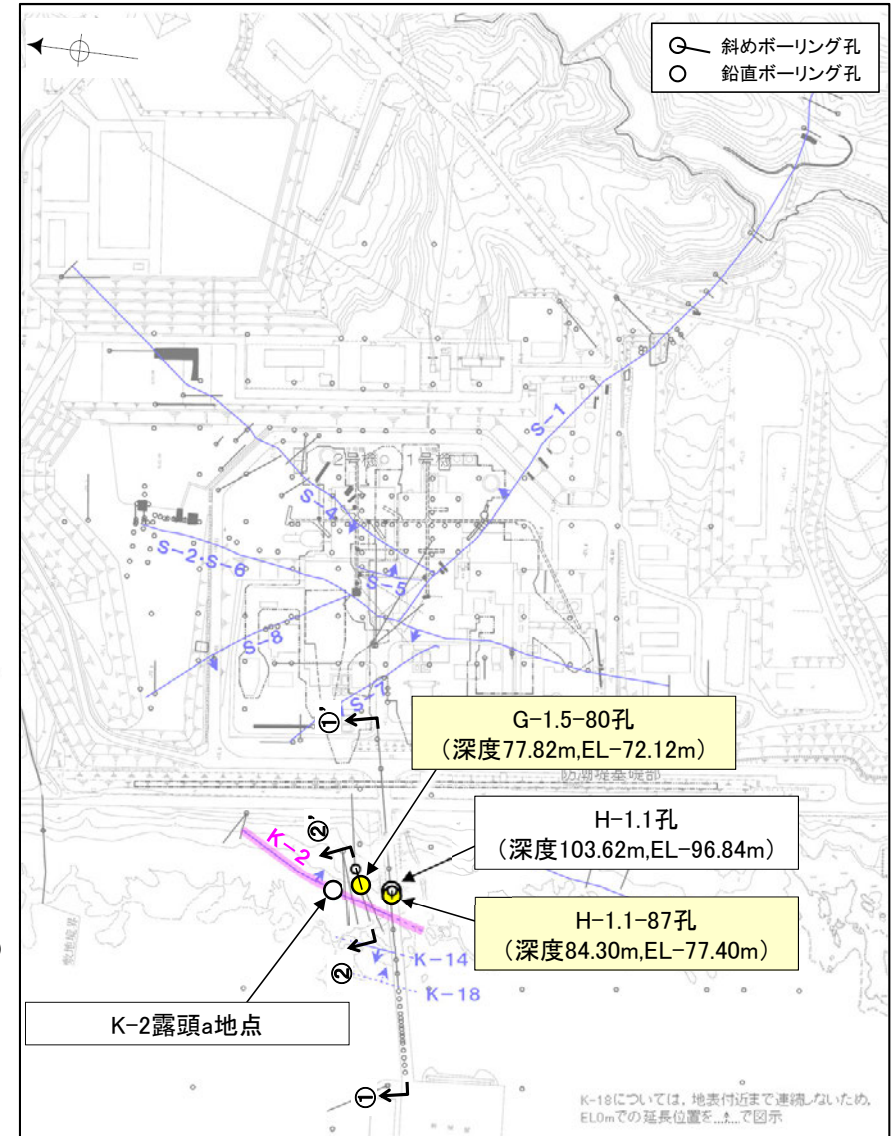 斜めボーリング孔
鉛直ボーリング孔
S-1
2号機
1号機
S-4
S-2・S-6
S-5
S-8
S-7
①'
G-1.5-80孔
(深度77.82m,EL-72.12m)
防潮堤基礎部
②'
K-2
H-1.1孔
(深度103.62m,EL-96.84m)
H-1.1-87孔
(深度84.30m,EL-77.40m)
敷地境界
②
K-14
K-18
K-2露頭a地点
①
K-18については、地表付近まで連続しないため、
EL0mでの延長位置を で図示